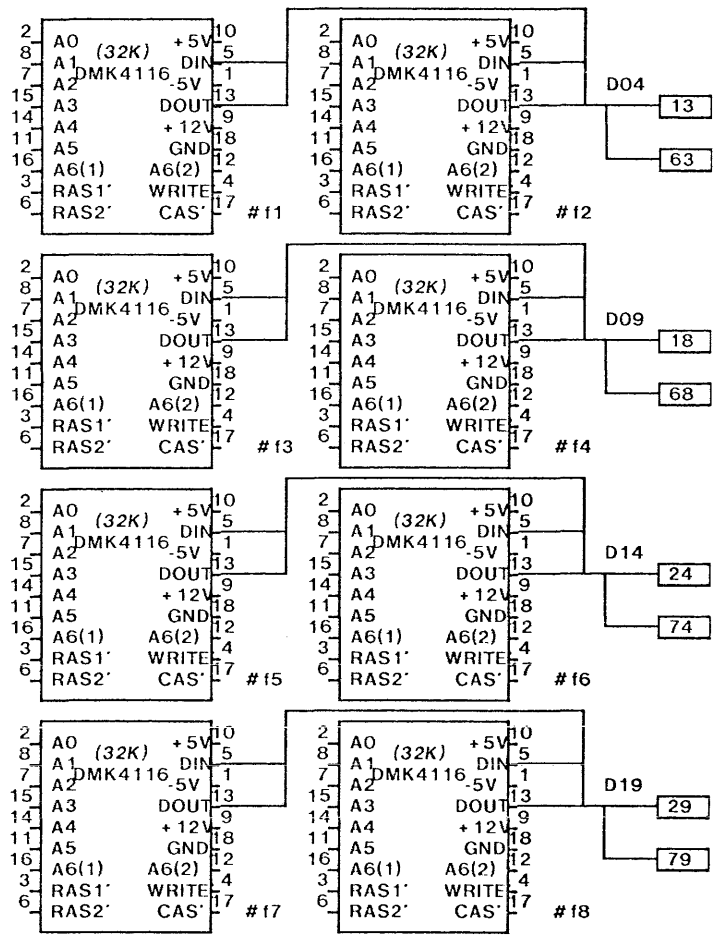 2 A0 (32K) +5V 10 2 A0 (32K) +5V 10
8 A1 DIN 5 8 A1 DIN 5
7 A2 DMK4116 -5V 1 7 A2 DMK4116 -5V 1 D04
15 A3 DOUT 13 15 A3 DOUT 13 13
14 A4 +12V 9 14 A4 +12V 9
11 A5 GND 18 11 A5 GND 18
16 A6(1) A6(2) 12 16 A6(1) A6(2) 12 63
3 RAS1' WRITE 4 3 RAS1' WRITE 4
6 RAS2' CAS' 17 #f1 6 RAS2' CAS' 17 #f2
2 A0 (32K) +5V 10 2 A0 (32K) +5V 10
8 A1 DIN 5 8 A1 DIN 5
7 A2 DMK4116 -5V 1 7 A2 DMK4116 -5V 1 D09
15 A3 DOUT 13 15 A3 DOUT 13 18
14 A4 +12V 9 14 A4 +12V 9
11 A5 GND 18 11 A5 GND 18
16 A6(1) A6(2) 12 16 A6(1) A6(2) 12 68
3 RAS1' WRITE 4 3 RAS1' WRITE 4
6 RAS2' CAS' 17 #f3 6 RAS2' CAS' 17 #f4
2 A0 (32K) +5V 10 2 A0 (32K) +5V 10
8 A1 DIN 5 8 A1 DIN 5
7 A2 DMK4116 -5V 1 7 A2 DMK4116 -5V 1 D14
15 A3 DOUT 13 15 A3 DOUT 13 24
14 A4 +12V 9 14 A4 +12V 9
11 A5 GND 18 11 A5 GND 18
16 A6(1) A6(2) 12 16 A6(1) A6(2) 12 74
3 RAS1' WRITE 4 3 RAS1' WRITE 4
6 RAS2' CAS' 17 #f5 6 RAS2' CAS' 17 #f6
2 A0 (32K) +5V 10 2 A0 (32K) +5V 10
8 A1 DIN 5 8 A1 DIN 5
7 A2 DMK4116 -5V 1 7 A2 DMK4116 -5V 1 D19
15 A3 DOUT 13 15 A3 DOUT 13 29
14 A4 +12V 9 14 A4 +12V 9
11 A5 GND 18 11 A5 GND 18
16 A6(1) A6(2) 12 16 A6(1) A6(2) 12 79
3 RAS1' WRITE 4 3 RAS1' WRITE 4
6 RAS2' CAS' 17 #f7 6 RAS2' CAS' 17 #f8